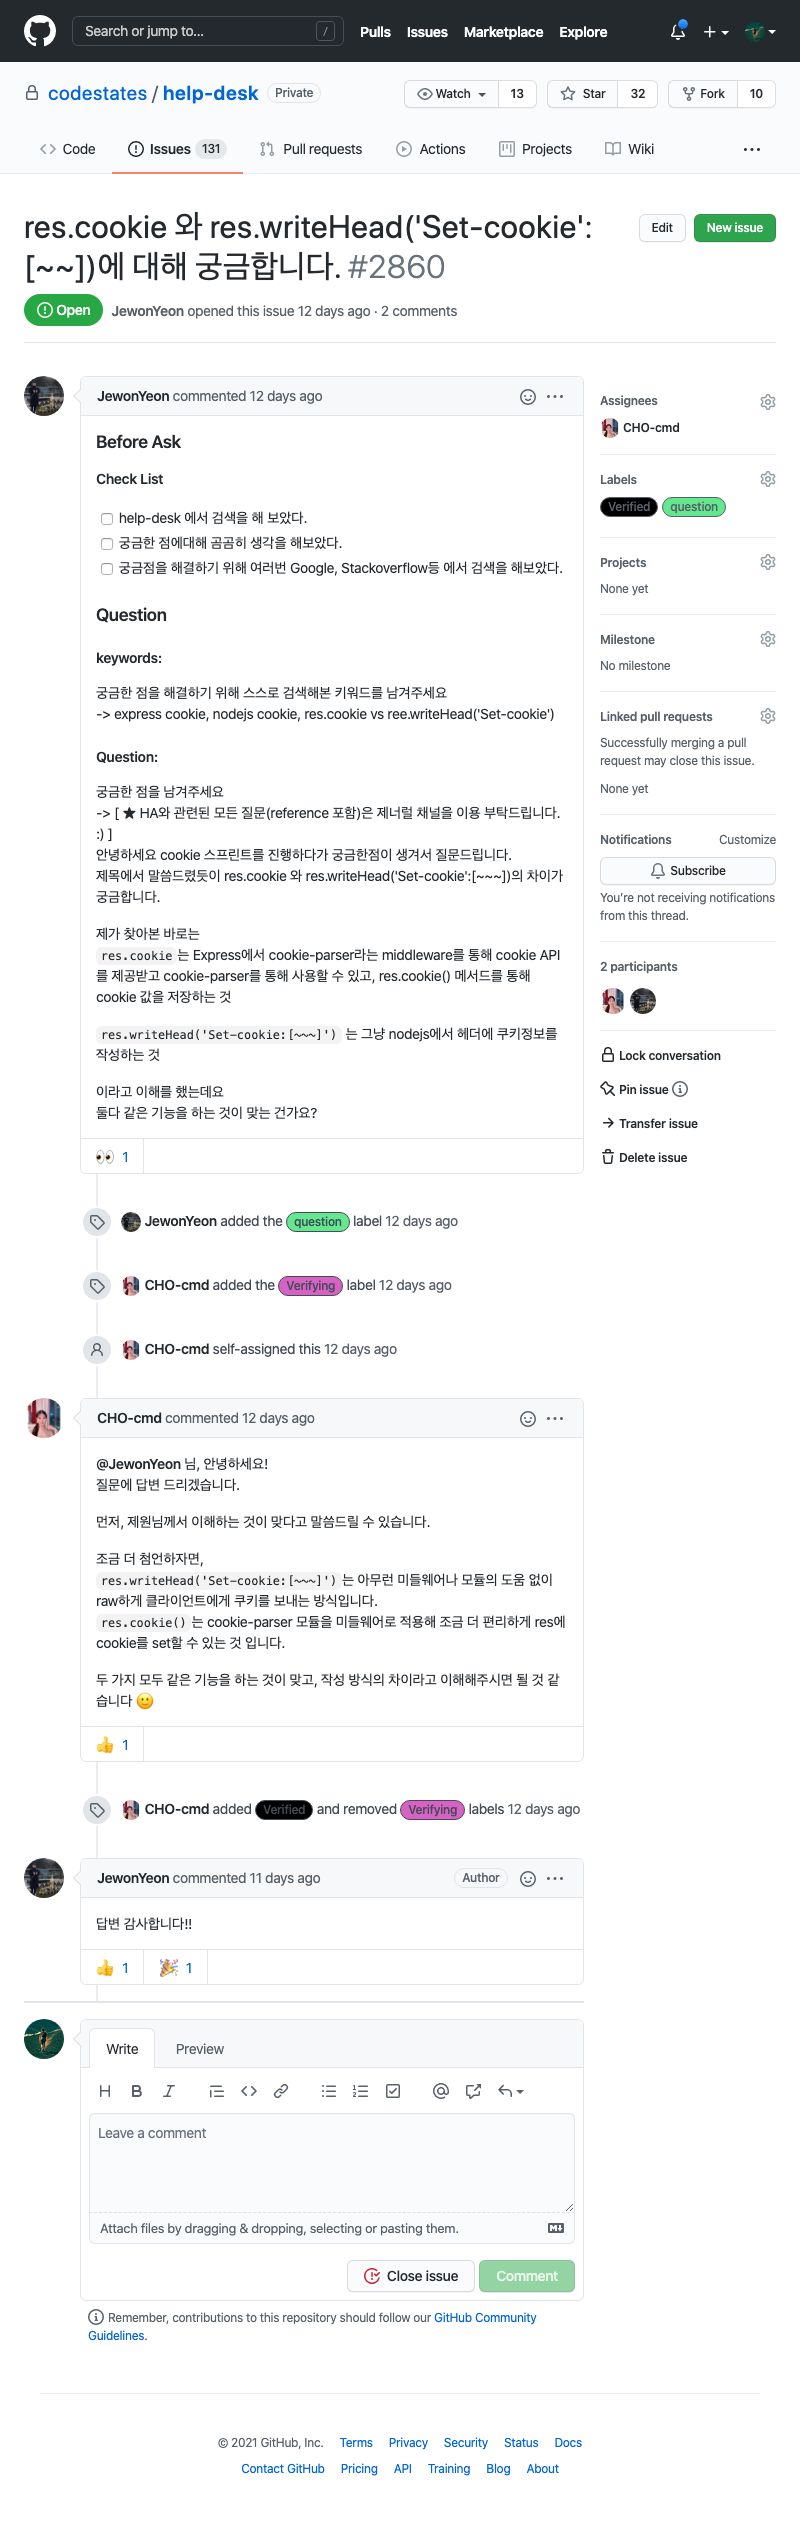 Search or jump to... /
Pulls Issues Marketplace Explore
codestates / help-desk Private
Watch 13 Star 32 Fork 10
Code Issues 131 Pull requests Actions Projects Wiki ...
res.cookie 와 res.writeHead('Set-cookie':
[~~])에 대해 궁금합니다. #2860
Edit New issue
Open JewonYeon opened this issue 12 days ago · 2 comments
JewonYeon commented 12 days ago
Before Ask
Check List
help-desk 에서 검색을 해 보았다.
궁금한 점에대해 곰곰히 생각을 해보았다.
궁금점을 해결하기 위해 여러번 Google, Stackoverflow등 에서 검색을 해보았다.
Question
keywords:
궁금한 점을 해결하기 위해 스스로 검색해본 키워드를 남겨주세요
-> express cookie, nodejs cookie, res.cookie vs ree.writeHead('Set-cookie')
Question:
궁금한 점을 남겨주세요
-> [ ★ HA와 관련된 모든 질문(reference 포함)은 제너럴 채널을 이용 부탁드립니다.
:) ]
안녕하세요 cookie 스프린트를 진행하다가 궁금한점이 생겨서 질문드립니다.
제목에서 말씀드렸듯이 res.cookie 와 res.writeHead('Set-cookie':[~~~])의 차이가
궁금합니다.
제가 찾아본 바로는
res.cookie 는 Express에서 cookie-parser라는 middleware를 통해 cookie API
를 제공받고 cookie-parser를 통해 사용할 수 있고, res.cookie() 메서드를 통해
cookie 값을 저장하는 것
res.writeHead('Set-cookie:[~~~]') 는 그냥 nodejs에서 헤더에 쿠키정보를
작성하는 것
이라고 이해를 했는데요
둘다 같은 기능을 하는 것이 맞는 건가요?
👀 1
JewonYeon added the question label 12 days ago
CHO-cmd added the Verifying label 12 days ago
CHO-cmd self-assigned this 12 days ago
CHO-cmd commented 12 days ago
@JewonYeon 님, 안녕하세요!
질문에 답변 드리겠습니다.
먼저, 제원님께서 이해하는 것이 맞다고 말씀드릴 수 있습니다.
조금 더 첨언하자면,
res.writeHead('Set-cookie:[~~~]')는 아무런 미들웨어나 모듈의 도움 없이
raw하게 클라이언트에게 쿠키를 보내는 방식입니다.
res.cookie()는 cookie-parser 모듈을 미들웨어로 적용해 조금 더 편리하게 res에
cookie를 set할 수 있는 것 입니다.
두 가지 모두 같은 기능을 하는 것이 맞고, 작성 방식의 차이라고 이해해주시면 될 것 같
습니다 🙂
👍 1
CHO-cmd added Verified and removed Verifying labels 12 days ago
JewonYeon commented 11 days ago Author
답변 감사합니다!!
👍 1 🎉 1
Write Preview
Leave a comment
Attach files by dragging & dropping, selecting or pasting them.
Close issue Comment
Remember, contributions to this repository should follow our GitHub Community
Guidelines.
Assignees
CHO-cmd
Labels
Verified question
Projects
None yet
Milestone
No milestone
Linked pull requests
Successfully merging a pull
request may close this issue.
None yet
Notifications Customize
Subscribe
You're not receiving notifications
from this thread.
2 participants
Lock conversation
Pin issue
Transfer issue
Delete issue
© 2021 GitHub, Inc. Terms Privacy Security Status Docs
Contact GitHub Pricing API Training Blog About